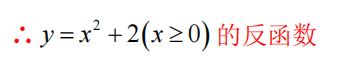 ∴ y = x² + 2(x ≥ 0) 的反函数